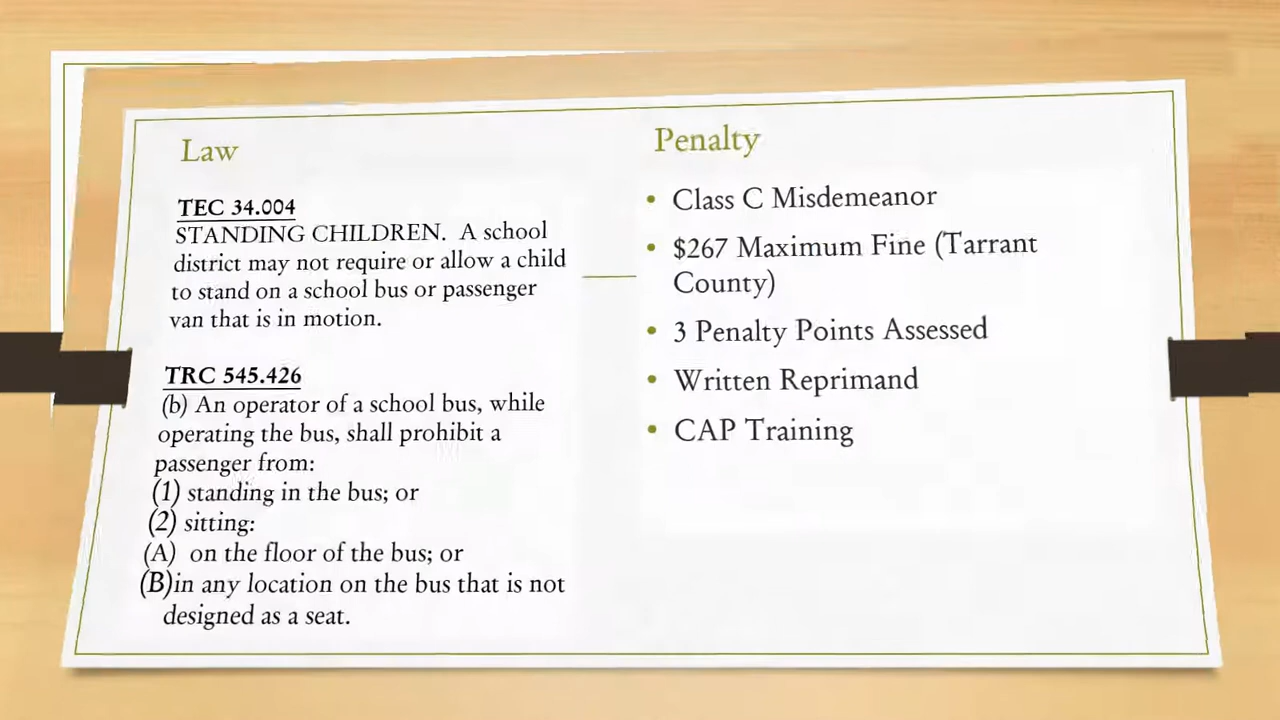 Law
TEC 34.004
STANDING CHILDREN. A school
district may not require or allow a child
to stand on a school bus or passenger
van that is in motion.
TRC 545.426
(b) An operator of a school bus, while
operating the bus, shall prohibit a
passenger from:
(1) standing in the bus; or
(2) sitting:
(A) on the floor of the bus; or
(B)in any location on the bus that is not
designed as a seat.
Penalty
• Class C Misdemeanor
• $267 Maximum Fine (Tarrant
County)
• 3 Penalty Points Assessed
• Written Reprimand
• CAP Training